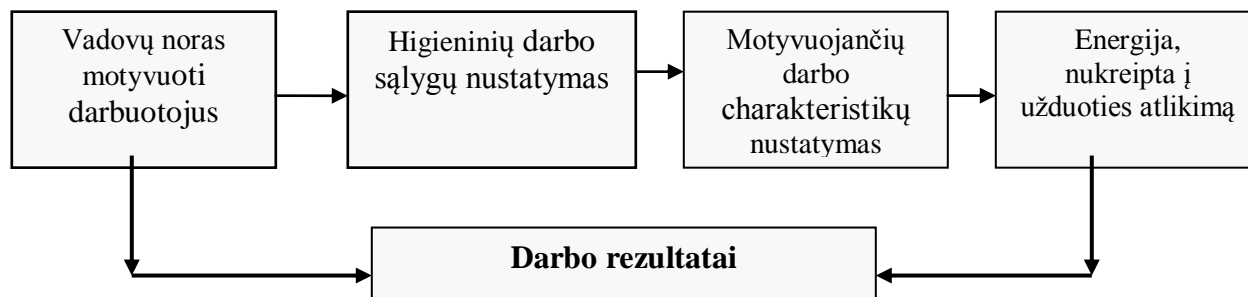 Vadovų noras
motyvuoti
darbuotojus
Higieninių darbo
sąlygų nustatymas
Motyvuojančių
darbo
charakteristikų
nustatymas
Energija,
nukreipta į
užduoties atlikimą
Darbo rezultatai